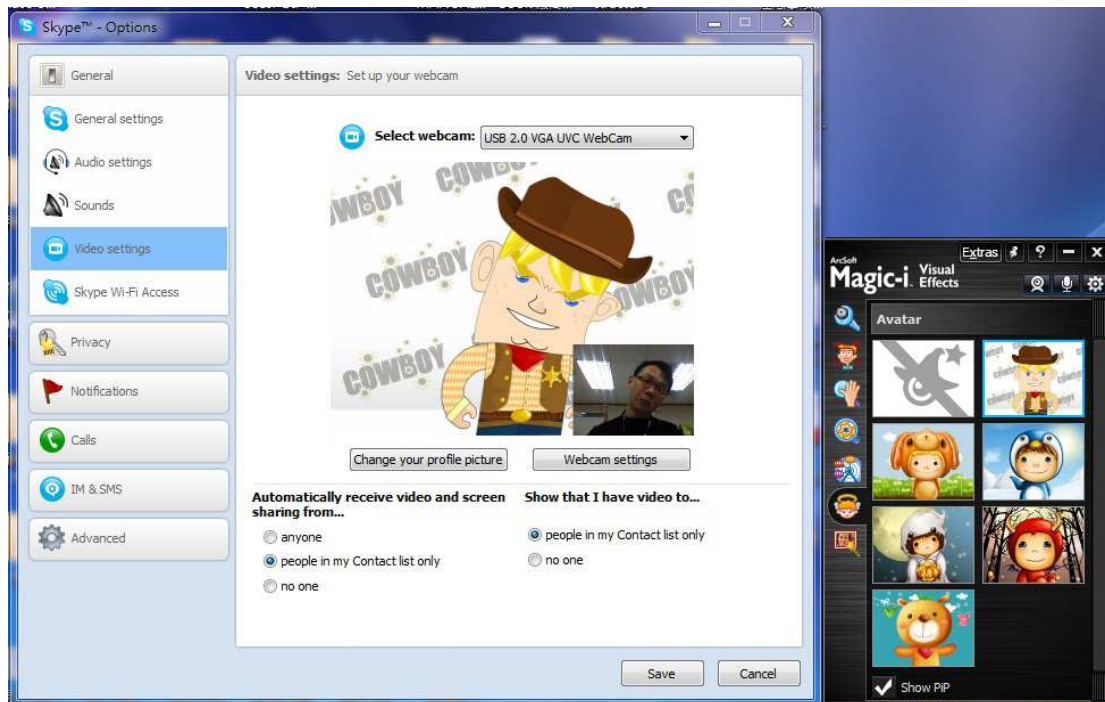 Skype™ - Options
General
General settings
Audio settings
Sounds
Video settings
Skype Wi-Fi Access
Privacy
Notifications
Calls
IM & SMS
Advanced
Video settings: Set up your webcam
Select webcam: USB 2.0 VGA UVC WebCam
COWBOY
COWBOY
COWBOY
Change your profile picture
Webcam settings
Automatically receive video and screen
sharing from...
anyone
people in my Contact list only
no one
Show that I have video to...
people in my Contact list only
no one
Save
Cancel
Extras
ArcSoft
Magic-i Visual
Effects
Avatar
Show PiP